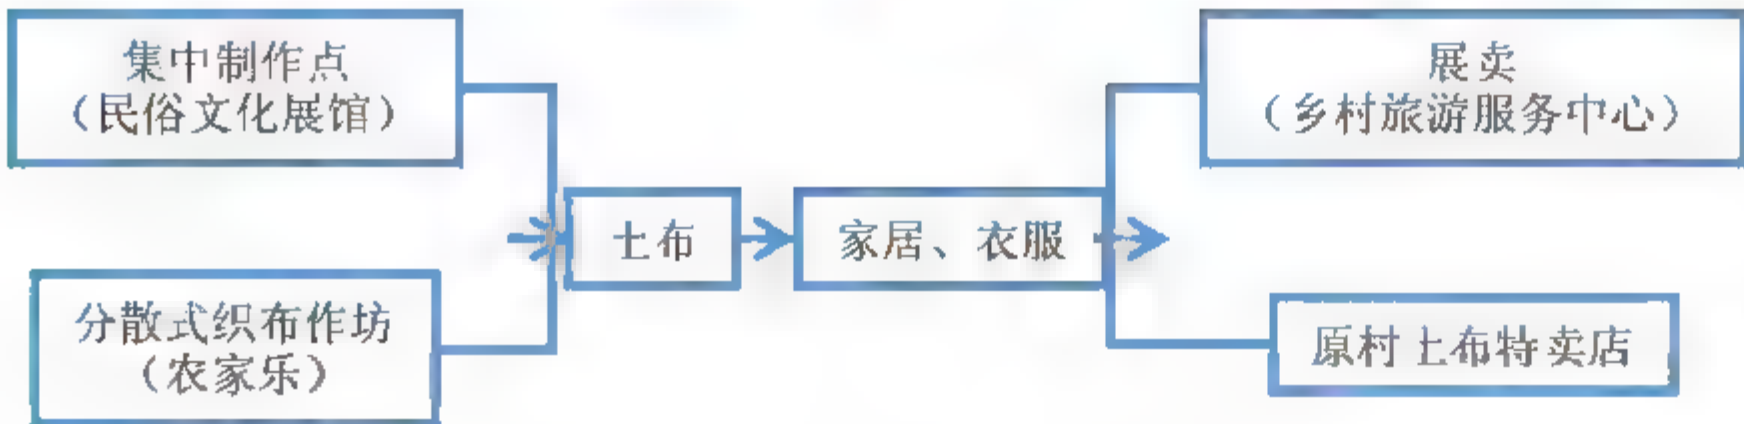 集中制作点
（民俗文化展馆）
分散式织布作坊
（农家乐）
土布
家居、衣服
展卖
（乡村旅游服务中心）
原村土布特卖店